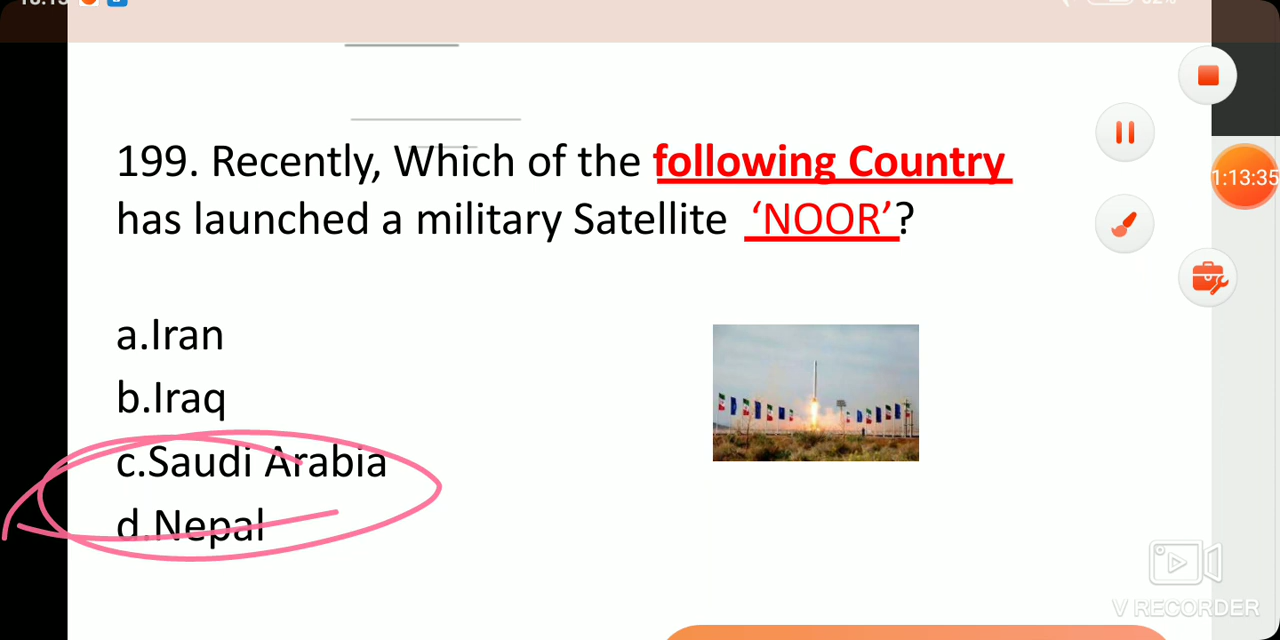 199. Recently, Which of the following Country
has launched a military Satellite ‘NOOR’?
a.Iran
b.Iraq
c.Saudi Arabia
d.Nepal
1:13:35
V RECORDER